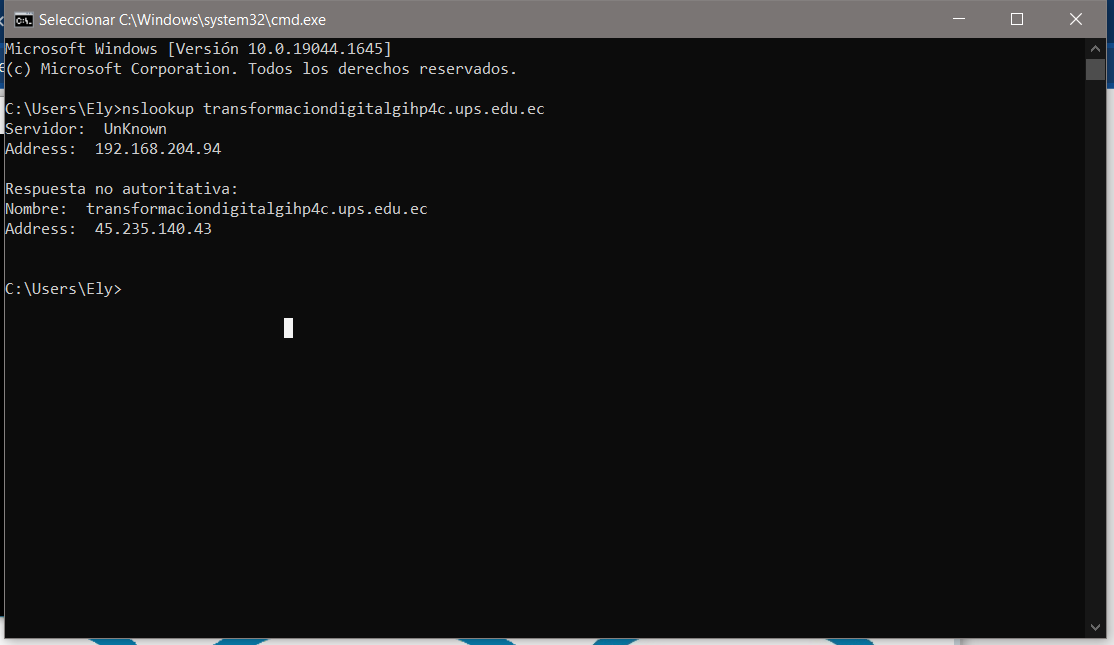 Seleccionar C:\Windows\system32\cmd.exe
Microsoft Windows [Versión 10.0.19044.1645]
(c) Microsoft Corporation. Todos los derechos reservados.
C:\Users\Ely>nslookup transformaciondigitalgihp4c.ups.edu.ec
Servidor:  UnKnown
Address:  192.168.204.94
Respuesta no autoritativa:
Nombre:  transformaciondigitalgihp4c.ups.edu.ec
Address:  45.235.140.43
C:\Users\Ely>